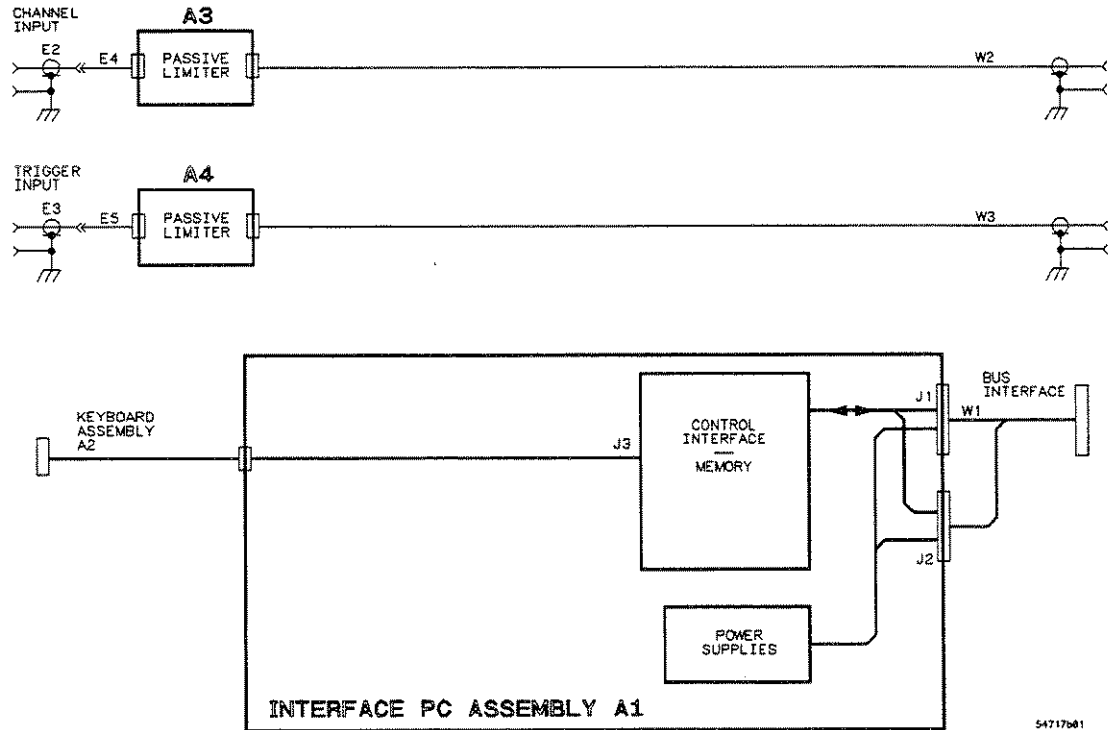 CHANNEL
INPUT
E2
E4
A3
PASSIVE
LIMITER
W2
TRIGGER
INPUT
E3
E5
A4
PASSIVE
LIMITER
W3
KEYBOARD
ASSEMBLY
A2
J3
CONTROL
INTERFACE
MEMORY
J1
W1
BUS
INTERFACE
J2
POWER
SUPPLIES
INTERFACE PC ASSEMBLY A1
54717b01